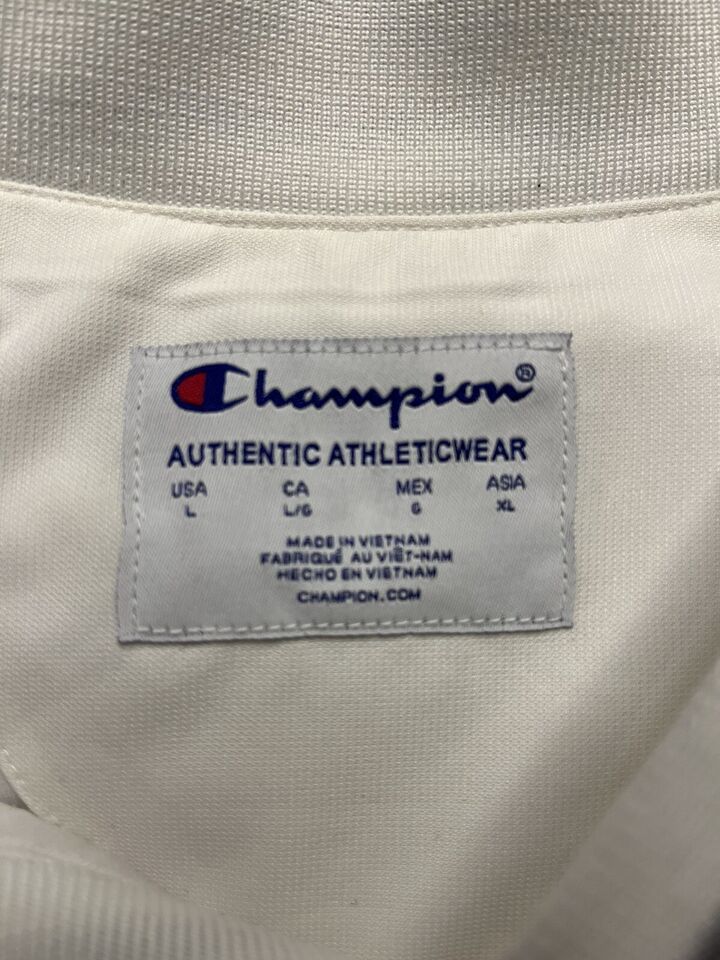 Champion®
AUTHENTIC ATHLETICWEAR
USA CA MEX ASIA
L L/G G XL
MADE IN VIETNAM
FABRIQUÉ AU VIÊT-NAM
HECHO EN VIETNAM
CHAMPION.COM